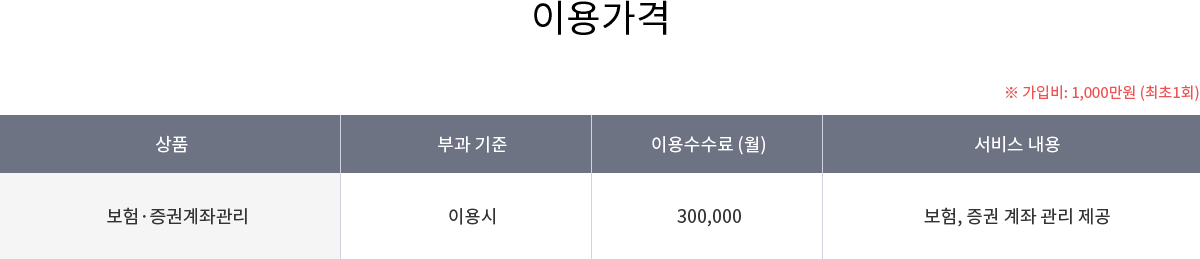 이용가격
※ 가입비: 1,000만원 (최초1회)
상품 부과 기준 이용수수료 (월) 서비스 내용
보험·증권계좌관리 이용시 300,000 보험, 증권 계좌 관리 제공